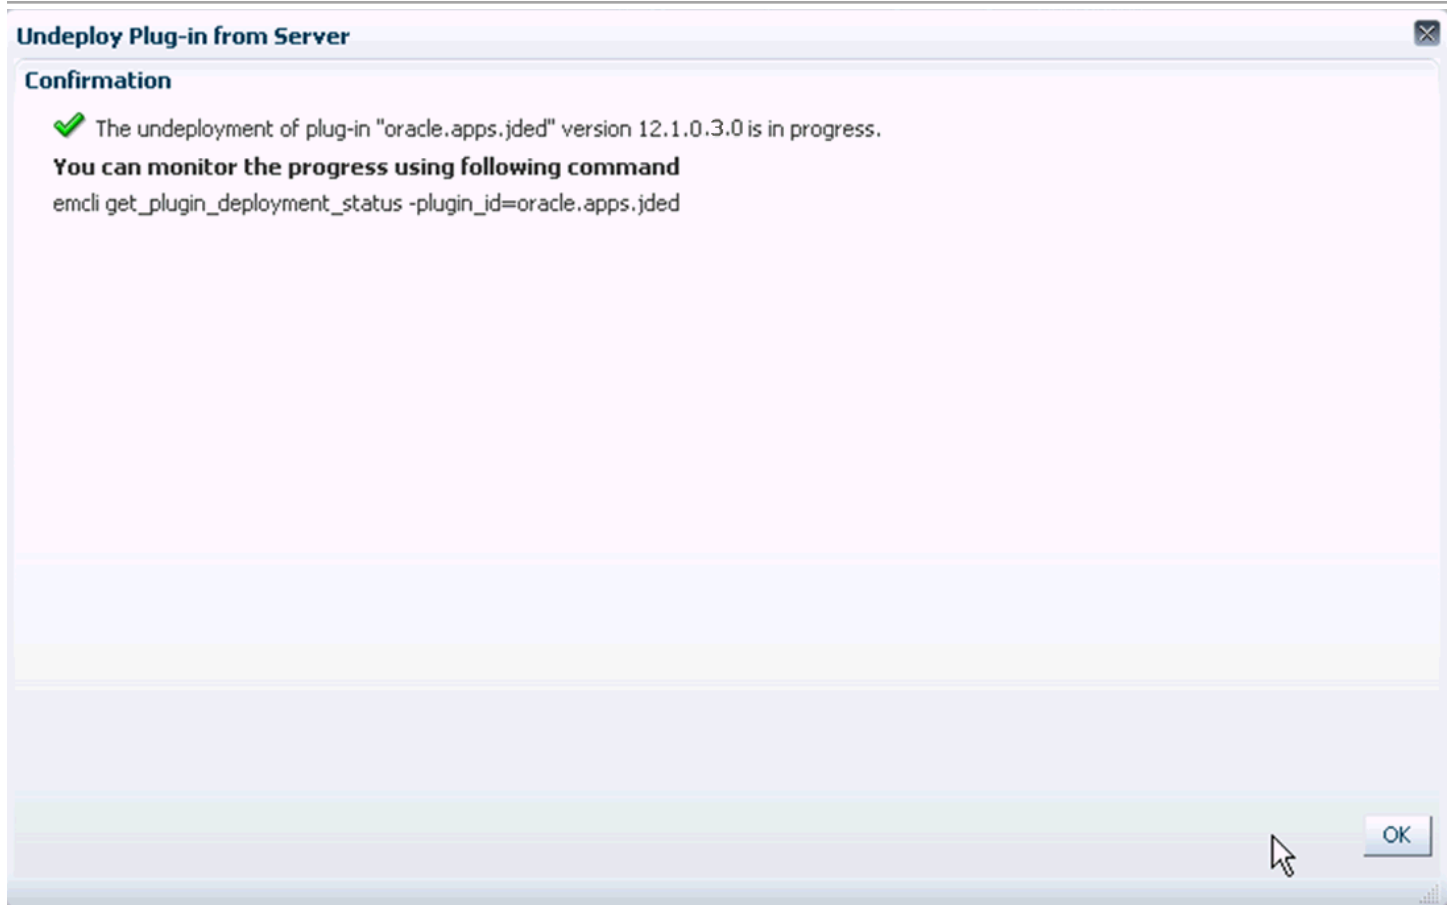 Undeploy Plug-in from Server
Confirmation
The undeployment of plug-in "oracle.apps.jded" version 12.1.0.3.0 is in progress.
You can monitor the progress using following command
emcli get_plugin_deployment_status -plugin_id=oracle.apps.jded
OK